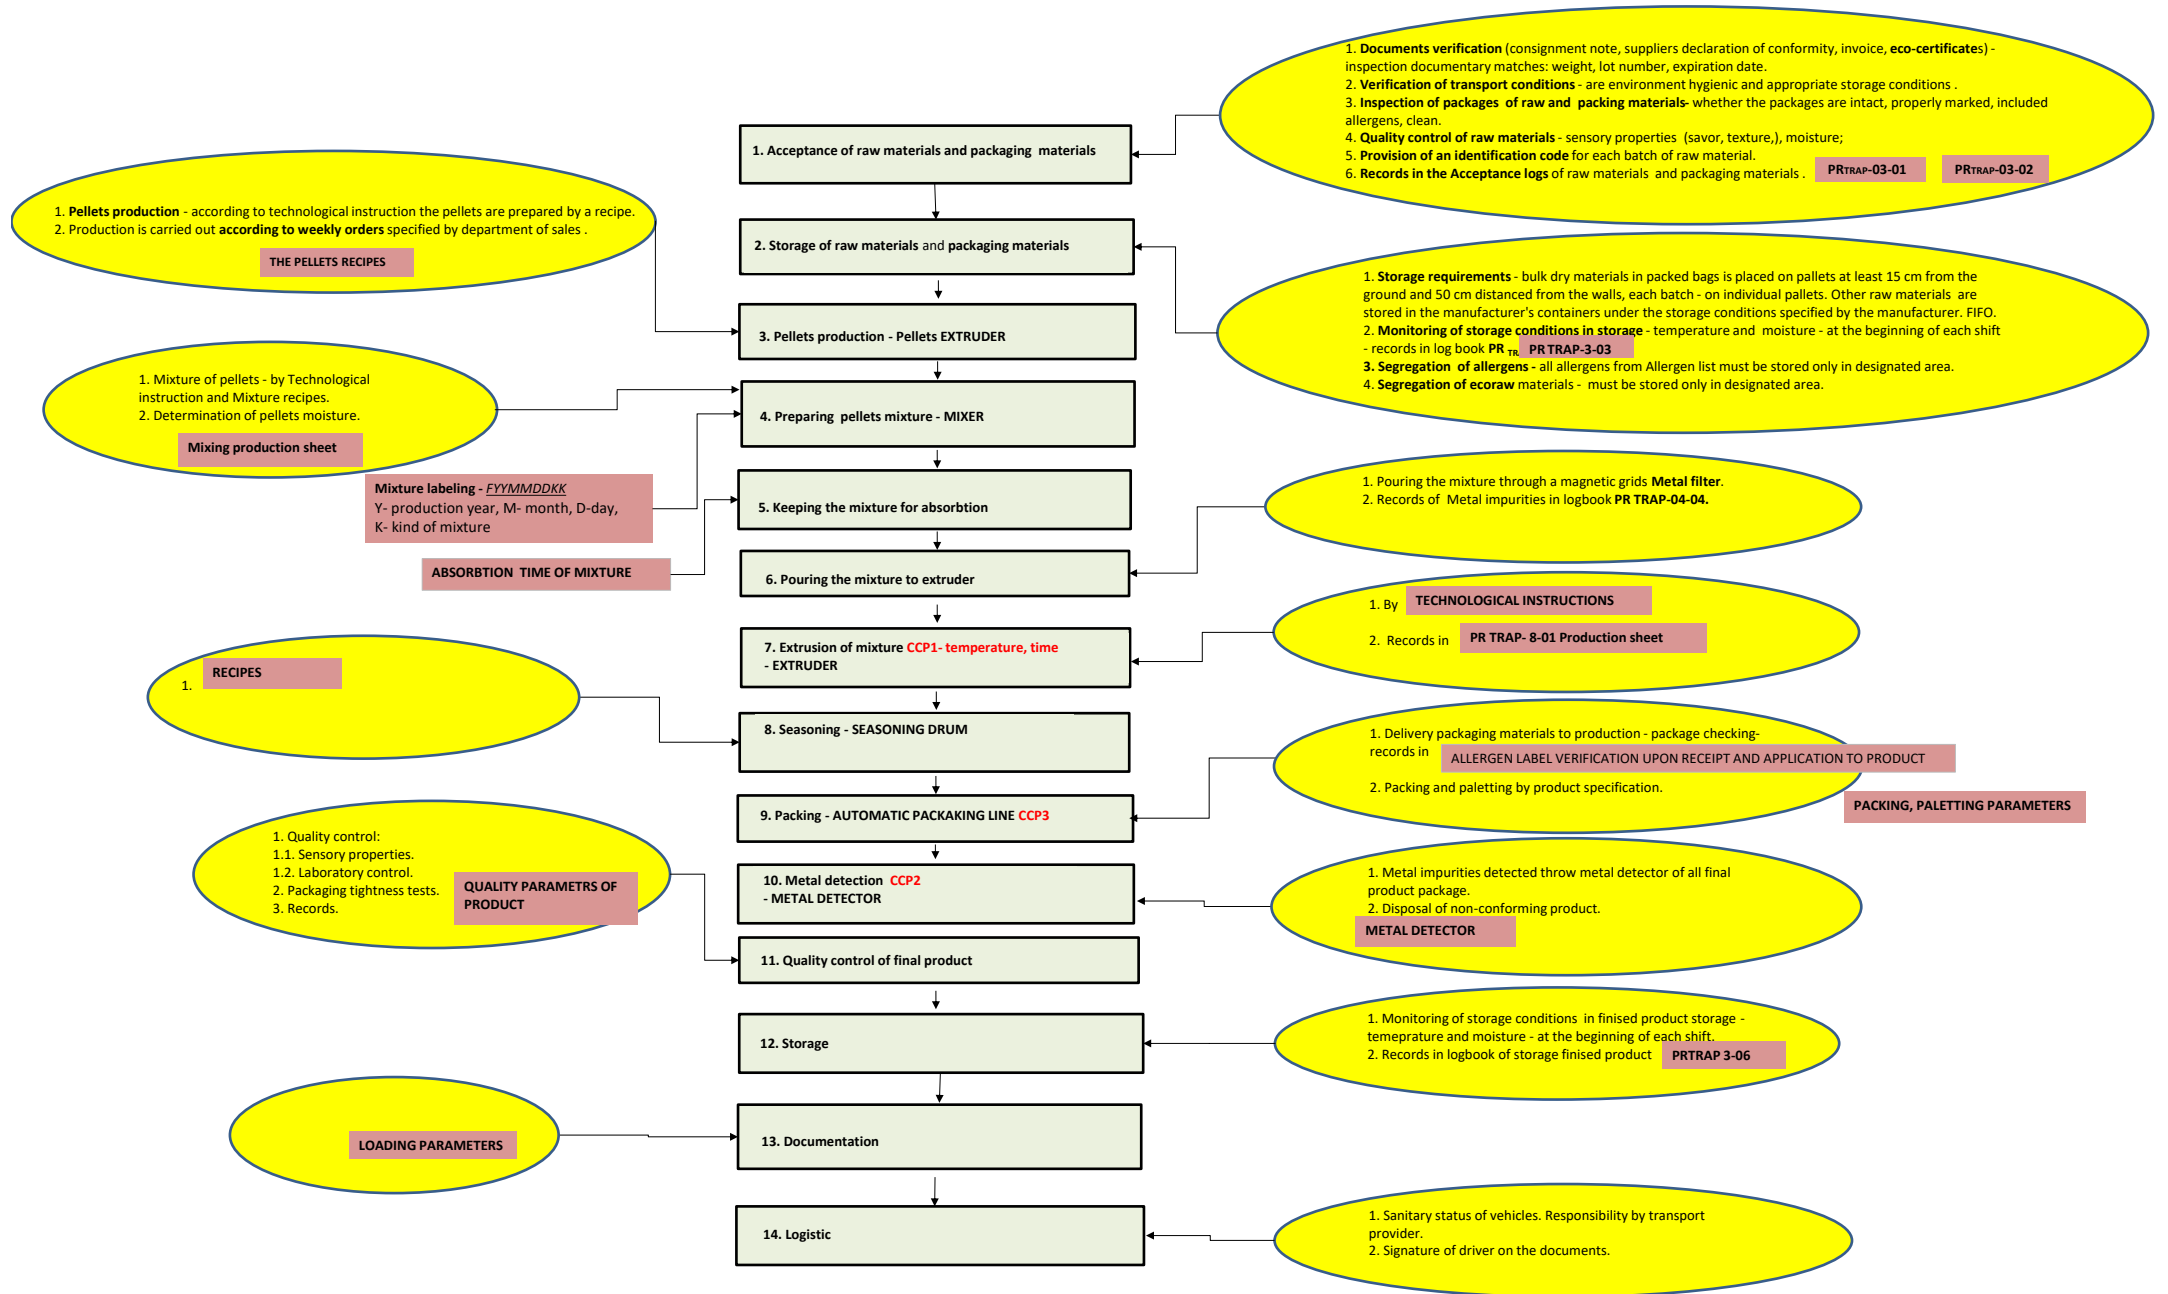 1. Documents verification (consignment note, suppliers declaration of conformity, invoice, eco-certificates) -
inspection documentary matches: weight, lot number, expiration date.
2. Verification of transport conditions - are environment hygienic and appropriate storage conditions .
3. Inspection of packages of raw and packing materials- whether the packages are intact, properly marked, included
allergens, clean.
4. Quality control of raw materials - sensory properties (savor, texture,), moisture;
5. Provision of an identification code for each batch of raw material.
6. Records in the Acceptance logs of raw materials and packaging materials .
PRTRAP-03-01
PRTRAP-03-02
1. Acceptance of raw materials and packaging materials
1. Pellets production - according to technological instruction the pellets are prepared by a recipe.
2. Production is carried out according to weekly orders specified by department of sales .
THE PELLETS RECIPES
2. Storage of raw materials and packaging materials
1. Storage requirements - bulk dry materials in packed bags is placed on pallets at least 15 cm from the
ground and 50 cm distanced from the walls, each batch - on individual pallets. Other raw materials are
stored in the manufacturer's containers under the storage conditions specified by the manufacturer. FIFO.
2. Monitoring of storage conditions in storage - temperature and moisture - at the beginning of each shift
- records in log book PR TR
PR TRAP-3-03
3. Segregation of allergens - all allergens from Allergen list must be stored only in designated area.
4. Segregation of ecoraw materials - must be stored only in designated area.
3. Pellets production - Pellets EXTRUDER
1. Mixture of pellets - by Technological
instruction and Mixture recipes.
2. Determination of pellets moisture.
Mixing production sheet
4. Preparing pellets mixture - MIXER
Mixture labeling - FYYMMDDKK
Y- production year, M- month, D-day,
K- kind of mixture
5. Keeping the mixture for absorbtion
1. Pouring the mixture through a magnetic grids Metal filter.
2. Records of Metal impurities in logbook PR TRAP-04-04.
ABSORBTION TIME OF MIXTURE
6. Pouring the mixture to extruder
1. By
TECHNOLOGICAL INSTRUCTIONS
2. Records in
PR TRAP- 8-01 Production sheet
7. Extrusion of mixture CCP1- temperature, time
- EXTRUDER
1.
RECIPES
8. Seasoning - SEASONING DRUM
1. Delivery packaging materials to production - package checking-
records in
ALLERGEN LABEL VERIFICATION UPON RECEIPT AND APPLICATION TO PRODUCT
2. Packing and paletting by product specification.
PACKING, PALETTING PARAMETERS
9. Packing - AUTOMATIC PACKAKING LINE CCP3
1. Quality control:
1.1. Sensory properties.
1.2. Laboratory control.
2. Packaging tightness tests.
3. Records.
QUALITY PARAMETRS OF
PRODUCT
10. Metal detection CCP2
- METAL DETECTOR
1. Metal impurities detected throw metal detector of all final
product package.
2. Disposal of non-conforming product.
METAL DETECTOR
11. Quality control of final product
12. Storage
1. Monitoring of storage conditions in finised product storage -
temeprature and moisture - at the beginning of each shift.
2. Records in logbook of storage finised product
PRTRAP 3-06
LOADING PARAMETERS
13. Documentation
14. Logistic
1. Sanitary status of vehicles. Responsibility by transport
provider.
2. Signature of driver on the documents.